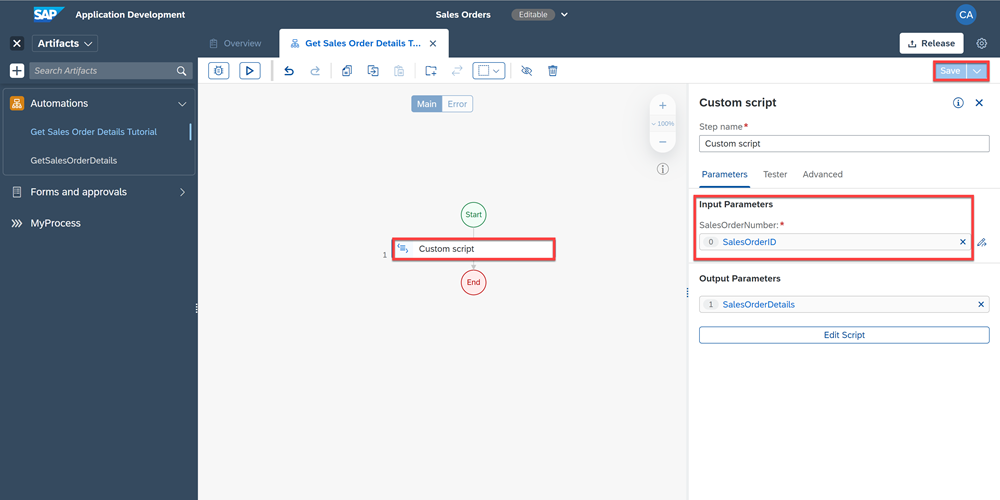 SAP Application Development
Sales Orders Editable
CA
Artifacts
Overview
Get Sales Order Details T...
Release
Search Artifacts
Save
Automations
Get Sales Order Details Tutorial
GetSalesOrderDetails
Forms and approvals
MyProcess
Main Error
100%
Start
1 Custom script
End
Custom script
Step name*
Custom script
Parameters Tester Advanced
Input Parameters
SalesOrderNumber:*
0 SalesOrderID
Output Parameters
1 SalesOrderDetails
Edit Script